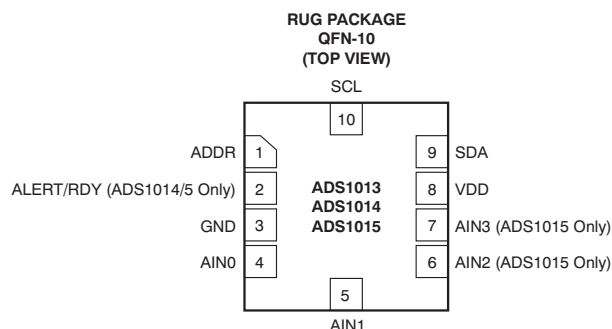 RUG PACKAGE
QFN-10
(TOP VIEW)
SCL
10
ADDR 1 9 SDA
ALERT/RDY (ADS1014/5 Only) 2 ADS1013 8 VDD
ADS1014
GND 3 ADS1015 7 AIN3 (ADS1015 Only)
AIN0 4 6 AIN2 (ADS1015 Only)
5
AIN1